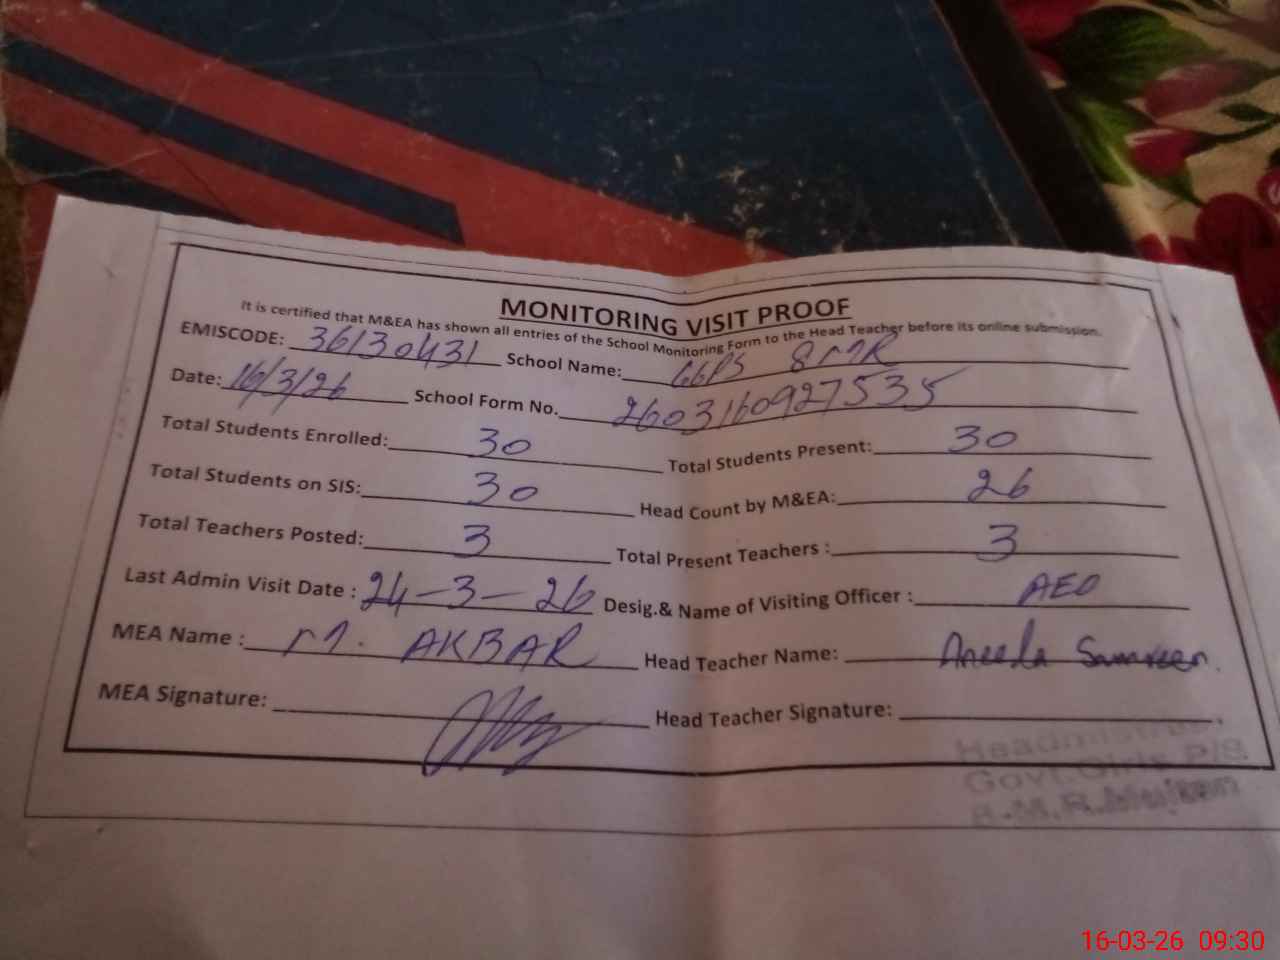 MONITORING VISIT PROOF
It is certified that M&EA has shown all entries of the School Monitoring Form to the Head Teacher before its online submission.
EMISCODE: 36130431 School Name: GGPS 8MR
Date: 16/3/26 School Form No. 2603160927535
Total Students Enrolled: 30 Total Students Present: 30
Total Students on SIS: 30 Head Count by M&EA: 26
Total Teachers Posted: 3 Total Present Teachers : 3
Last Admin Visit Date : 24-3-26 Desig.& Name of Visiting Officer : AEO
MEA Name : M. AKBAR Head Teacher Name: Aneela Samreen.
MEA Signature: Head Teacher Signature:
Headmistress
Govt.Girls P/S
8-M.R.
16-03-26 09:30